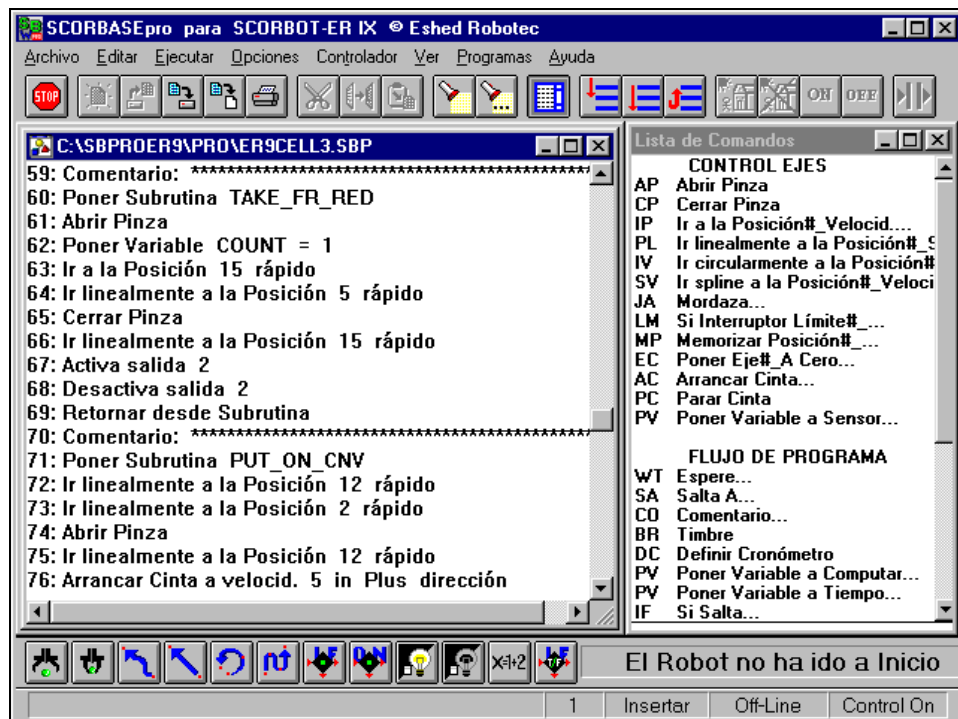 SCORBASEpro para SCORBOT-ER IX © Eshed Robotec
Archivo Editar Ejecutar Opciones Controlador Ver Programas Ayuda
STOP ON OFF
C:\SBPROER9\PRO\ER9CELL3.SBP
59: Comentario: *********************************************
60: Poner Subrutina TAKE_FR_RED
61: Abrir Pinza
62: Poner Variable COUNT = 1
63: Ir a la Posición 15 rápido
64: Ir linealmente a la Posición 5 rápido
65: Cerrar Pinza
66: Ir linealmente a la Posición 15 rápido
67: Activa salida 2
68: Desactiva salida 2
69: Retornar desde Subrutina
70: Comentario: *********************************************
71: Poner Subrutina PUT_ON_CNV
72: Ir linealmente a la Posición 12 rápido
73: Ir linealmente a la Posición 2 rápido
74: Abrir Pinza
75: Ir linealmente a la Posición 12 rápido
76: Arrancar Cinta a velocid. 5 in Plus dirección
Lista de Comandos
CONTROL EJES
AP Abrir Pinza
CP Cerrar Pinza
IP Ir a la Posición#_Velocid....
PL Ir linealmente a la Posición#_S
IV Ir circularmente a la Posición#
SV Ir spline a la Posición#_Veloci
JA Mordaza...
LM Si Interruptor Límite#_...
MP Memorizar Posición#_...
EC Poner Eje#_A Cero...
AC Arrancar Cinta...
PC Parar Cinta
PV Poner Variable a Sensor...
FLUJO DE PROGRAMA
WT Espere...
SA Salta A...
CO Comentario...
BR Timbre
DC Definir Cronómetro
PV Poner Variable a Computar...
PV Poner Variable a Tiempo...
IF Si Salta...
X=1+2
El Robot no ha ido a Inicio
1 Insertar Off-Line Control On